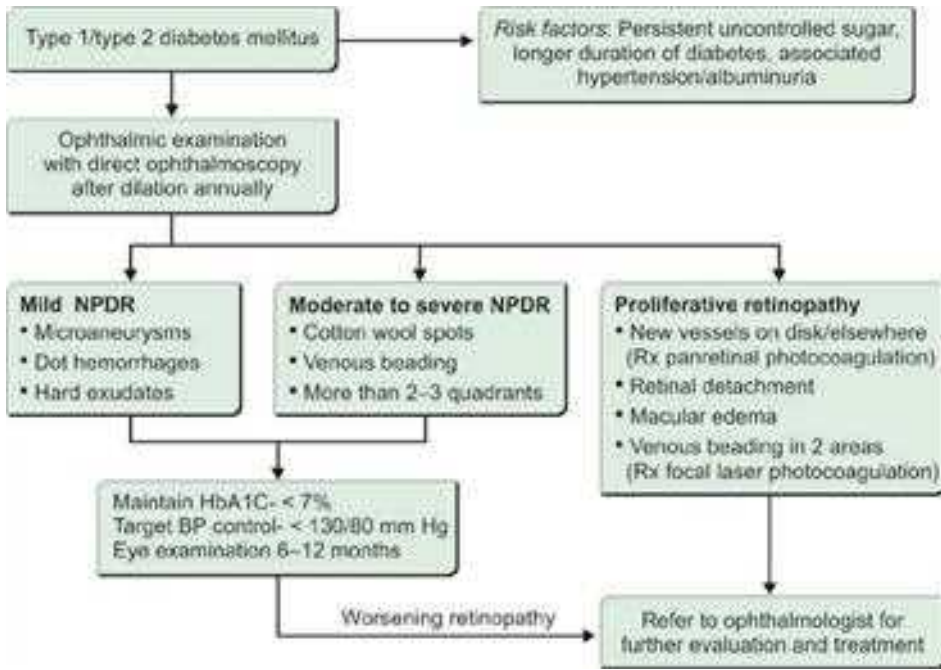 Type 1/type 2 diabetes mellitus
Risk factors: Persistent uncontrolled sugar,
longer duration of diabetes, associated
hypertension/albuminuria
Ophthalmic examination
with direct ophthalmoscopy
after dilation annually
Mild NPDR
• Microaneurysms
• Dot hemorrhages
• Hard exudates
Moderate to severe NPDR
• Cotton wool spots
• Venous beading
• More than 2–3 quadrants
Proliferative retinopathy
• New vessels on disk/elsewhere
(Rx panretinal photocoagulation)
• Retinal detachment
• Macular edema
• Venous beading in 2 areas
(Rx focal laser photocoagulation)
Maintain HbA1C- < 7%
Target BP control- < 130/80 mm Hg
Eye examination 6–12 months
Worsening retinopathy
Refer to ophthalmologist for
further evaluation and treatment